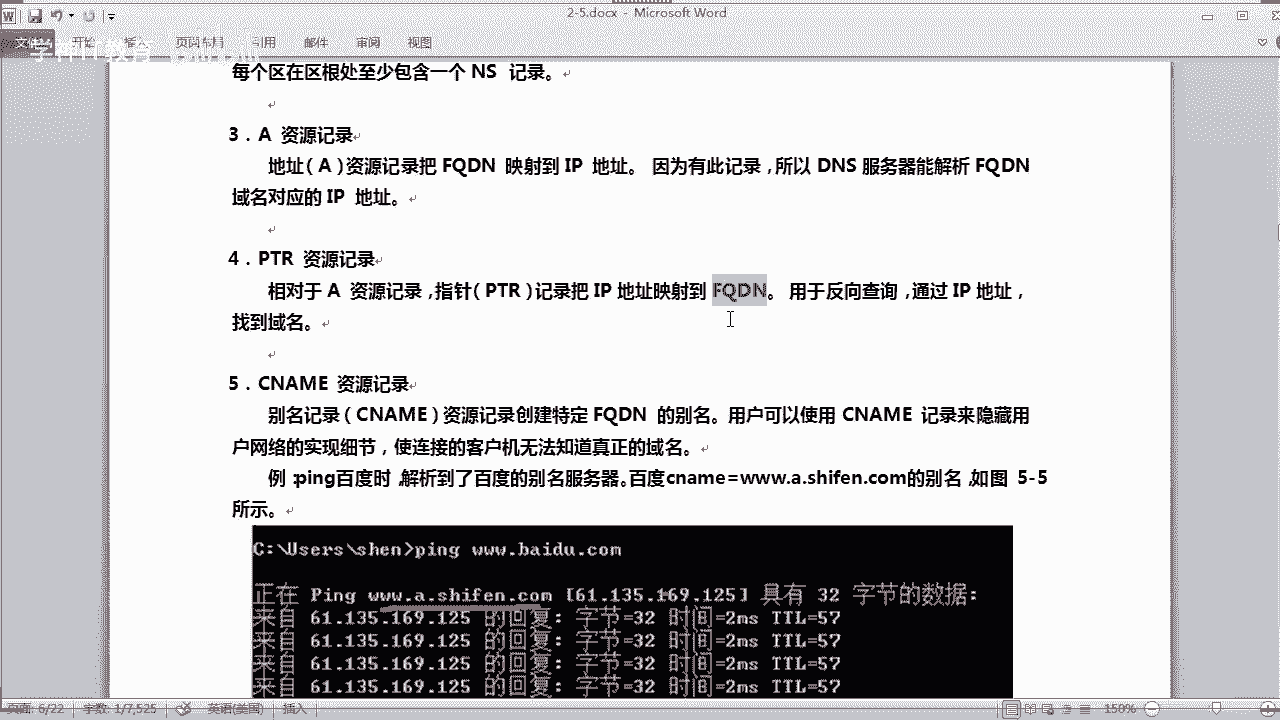 2-5.docx - Microsoft Word
文件 开始 页面布局 引用 邮件 审阅 视图
学神IT教育
每个区在区根处至少包含一个 NS 记录。
3．A 资源记录
地址（A）资源记录把 FQDN 映射到 IP 地址。 因为有此记录，所以 DNS 服务器能解析 FQDN
域名对应的 IP 地址。
4．PTR 资源记录
相对于 A 资源记录，指针（PTR）记录把 IP 地址映射到 FQDN。 用于反向查询，通过 IP 地址，
找到域名。
5．CNAME 资源记录
别名记录（CNAME）资源记录创建特定 FQDN 的别名。用户可以使用 CNAME 记录来隐藏用
户网络的实现细节，使连接的客户机无法知道真正的域名。
例：ping百度时，解析到了百度的别名服务器。百度cname=www.a.shifen.com的别名，如图 5-5
所示。
C:\Users\shen>ping www.baidu.com
正在 Ping www.a.shifen.com [61.135.169.125] 具有 32 字节的数据:
来自 61.135.169.125 的回复: 字节=32 时间=2ms TTL=57
来自 61.135.169.125 的回复: 字节=32 时间=2ms TTL=57
来自 61.135.169.125 的回复: 字节=32 时间=2ms TTL=57
来自 61.135.169.125 的回复: 字节=32 时间=2ms TTL=57
页面: 6/22 字数: 1/7,525 英语(美国) 插入 150%